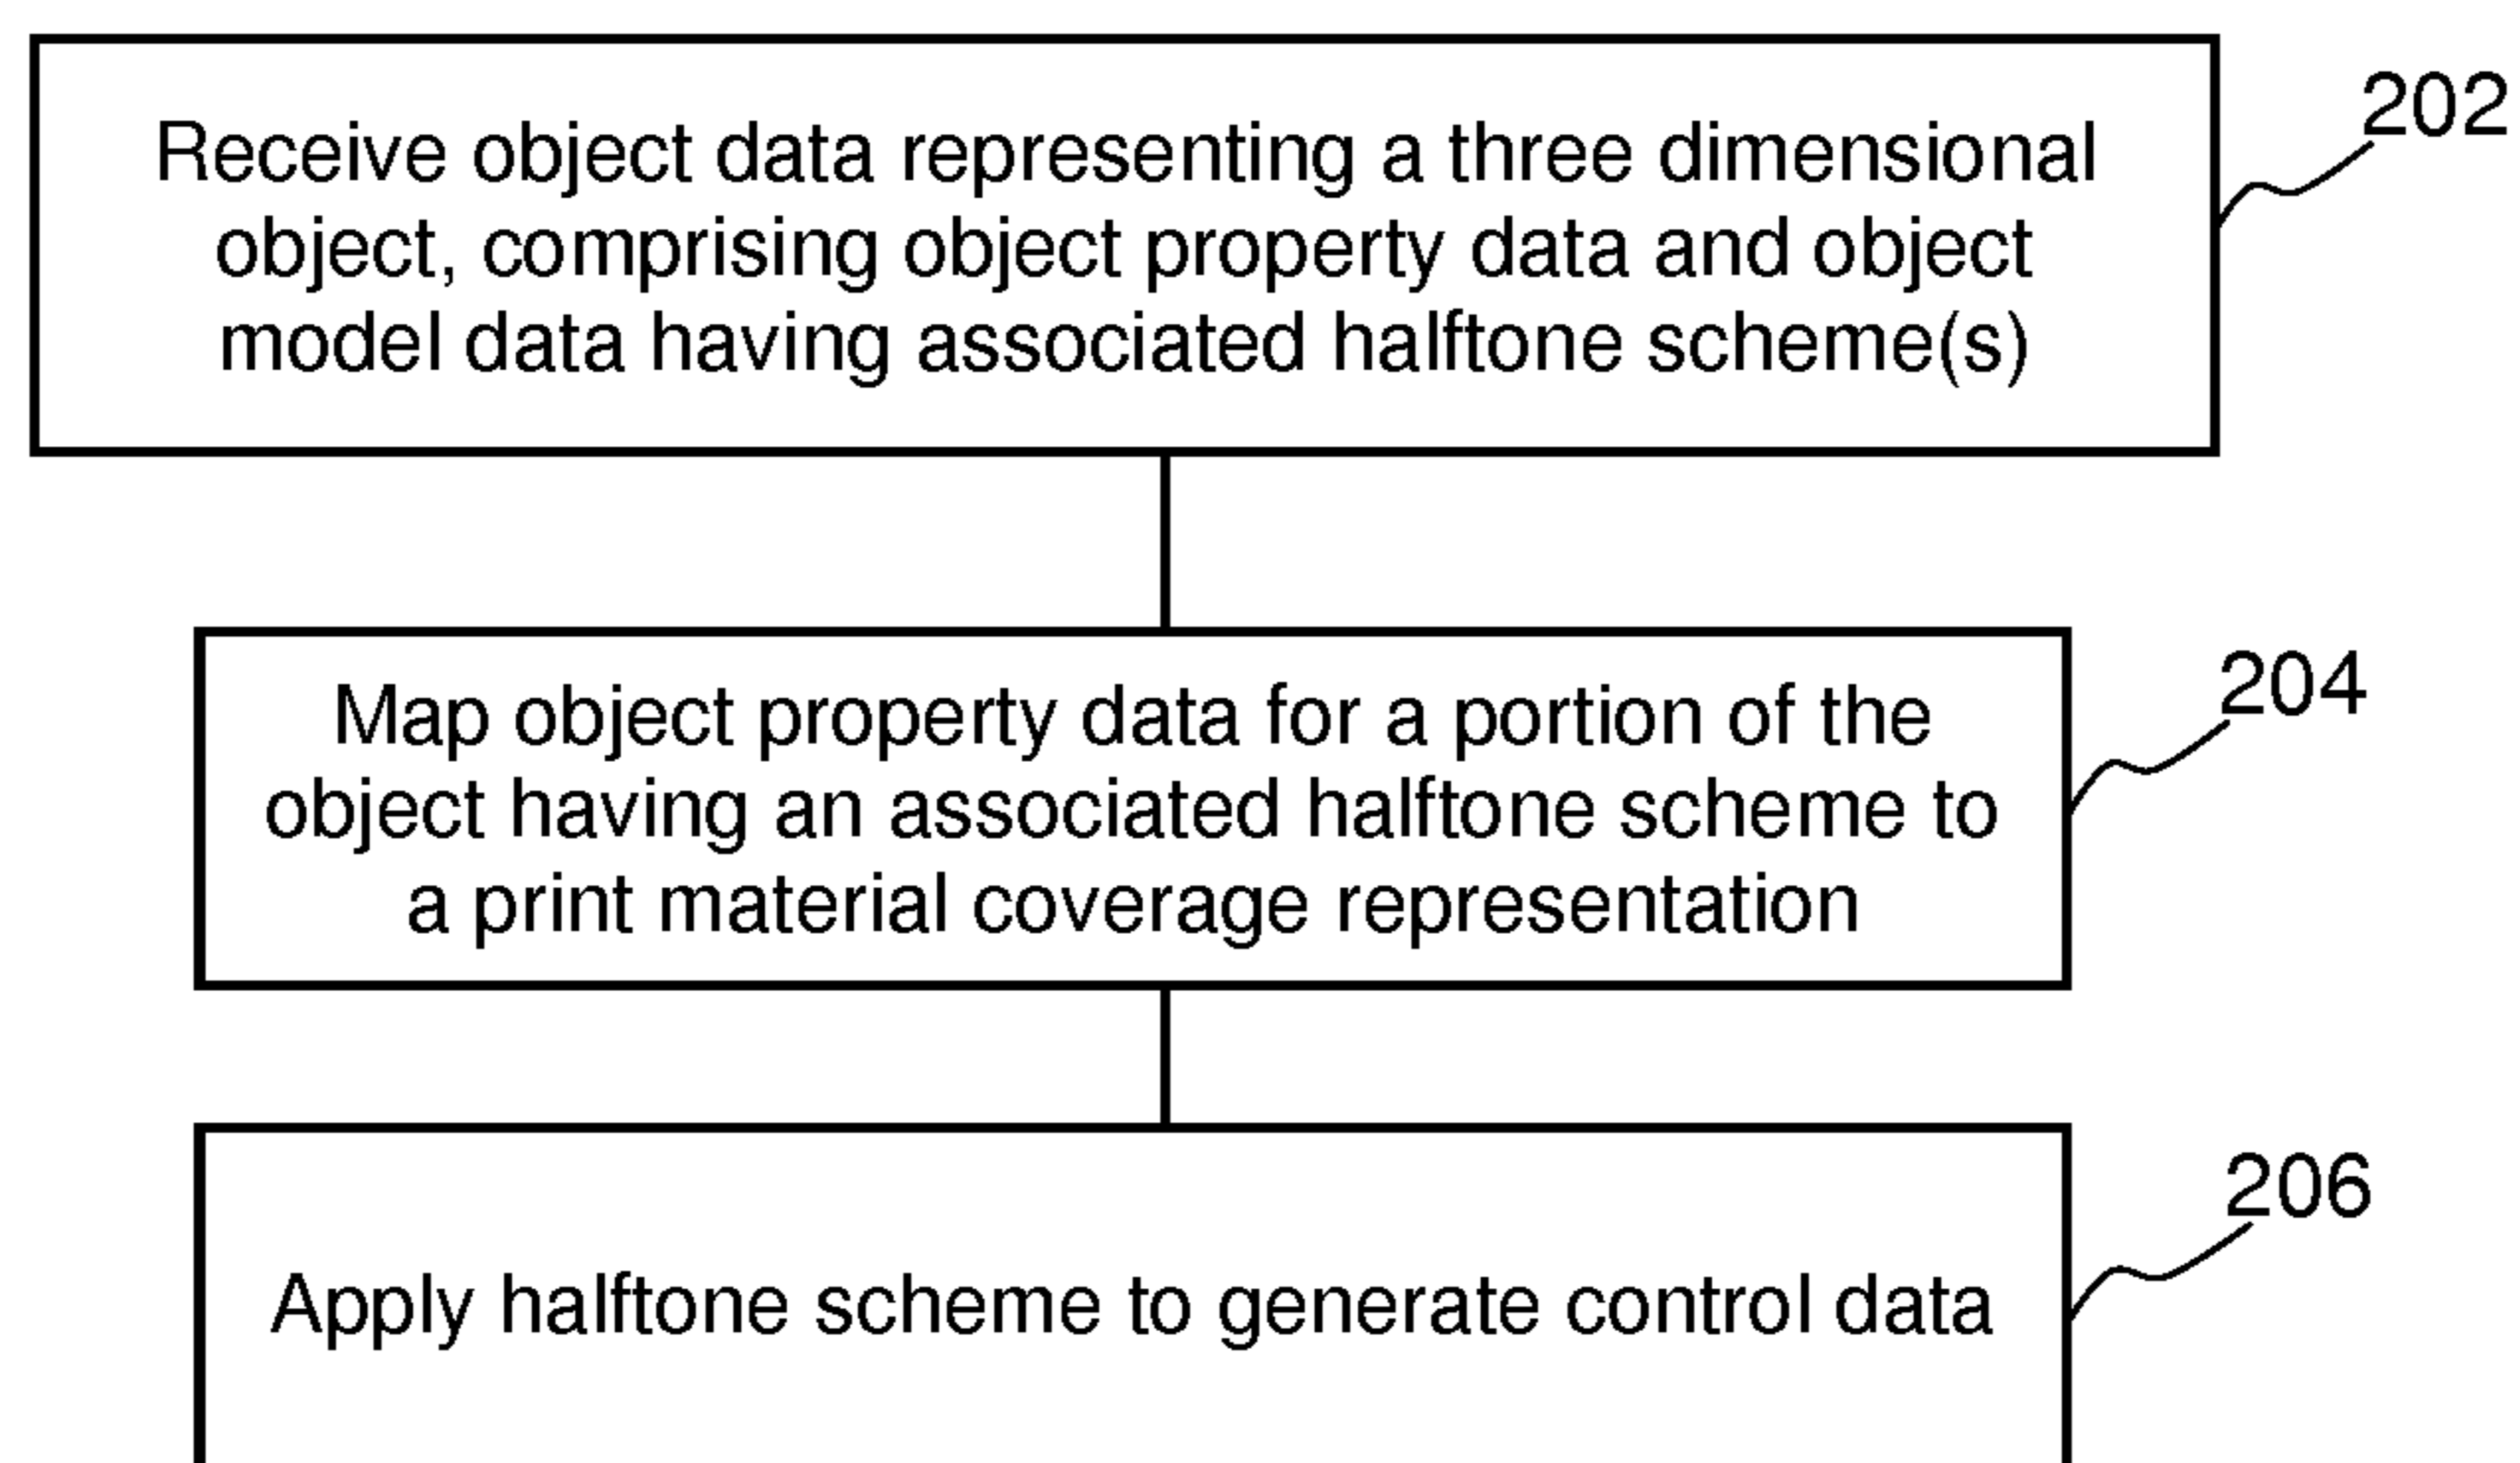 202
Receive object data representing a three dimensional
object, comprising object property data and object
model data having associated halftone scheme(s)
204
Map object property data for a portion of the
object having an associated halftone scheme to
a print material coverage representation
206
Apply halftone scheme to generate control data